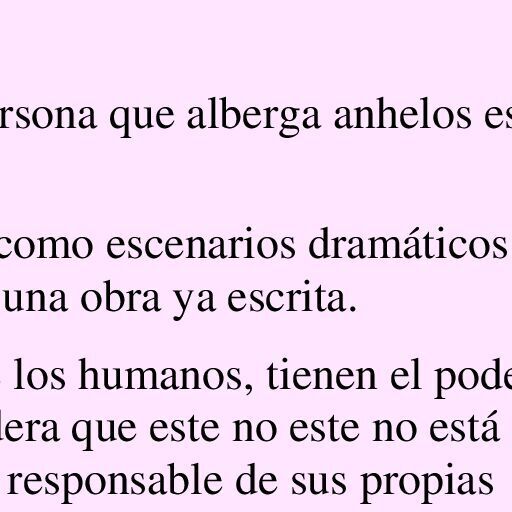 rsona que alberga anhelos es
como escenarios dramáticos
una obra ya escrita.
los humanos, tienen el pode
dera que este no este no está
responsable de sus propias